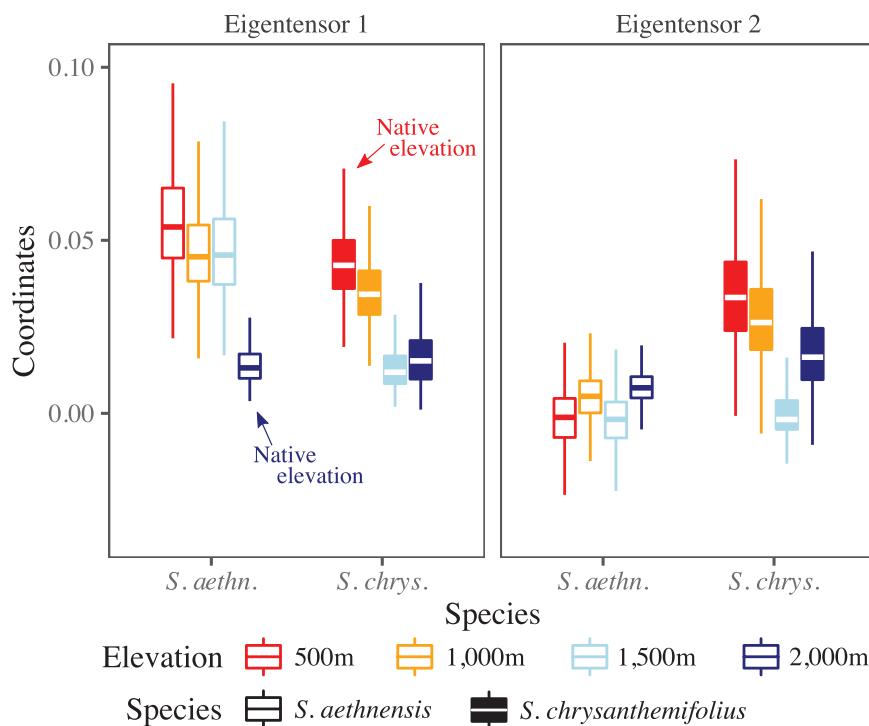 Eigentensor 1
Eigentensor 2
Coordinates
0.10
0.05
0.00
Native
elevation
Native
elevation
S. aethn.
S. chrys.
S. aethn.
S. chrys.
Species
Elevation 500m 1,000m 1,500m 2,000m
Species S. aethnensis S. chrysanthemifolius